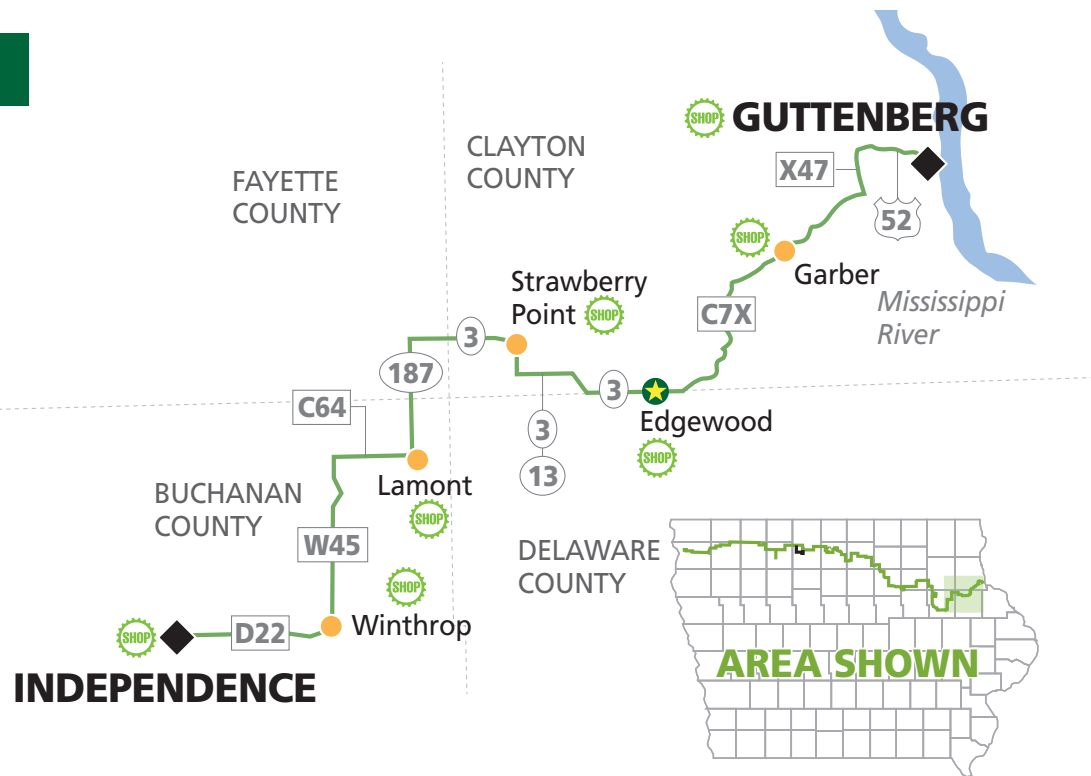 SHOP
GUTTENBERG
CLAYTON
COUNTY
X47
FAYETTE
COUNTY
52
SHOP
Garber
Strawberry
Point
SHOP
Mississippi
River
C7X
3
187
3
Edgewood
SHOP
C64
3
13
Lamont
SHOP
BUCHANAN
COUNTY
W45
DELAWARE
COUNTY
SHOP
Winthrop
SHOP
D22
INDEPENDENCE
AREA SHOWN